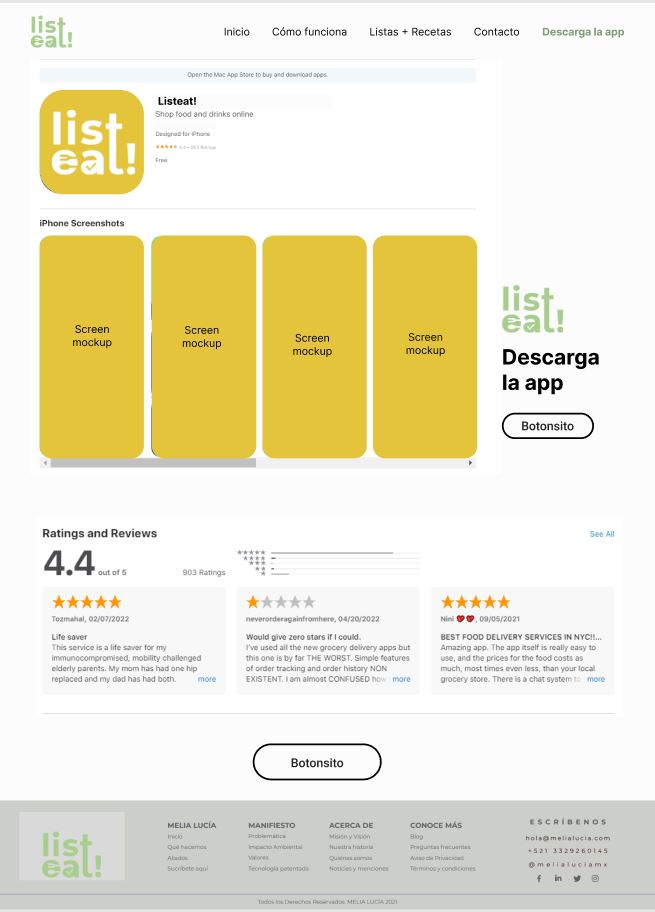 list
eat!
Inicio
Cómo funciona
Listas + Recetas
Contacto
Descarga la app
Open the Mac App Store to buy and download apps.
list
eat!
Listeat!
Shop food and drinks online
Designed for iPhone
★★★★★ 4.4 • 903 Ratings
Free
iPhone Screenshots
Screen
mockup
Screen
mockup
Screen
mockup
Screen
mockup
list
eat!
Descarga
la app
Botonsito
Ratings and Reviews
See All
4.4 out of 5
903 Ratings
Tozmahal, 02/07/2022
Life saver
This service is a life saver for my
immunocompromised, mobility challenged
elderly parents. My mom has had one hip
replaced and my dad has had both. more
neverorderagainfromhere, 04/20/2022
Would give zero stars if I could.
I've used all the new grocery delivery apps but
this one is by far THE WORST. Simple features
of order tracking and order history NON
EXISTENT. I am almost CONFUSED how more
Nini 💖💖, 09/05/2021
BEST FOOD DELIVERY SERVICES IN NYC!!...
Amazing app. The app itself is really easy to
use, and the prices for the food costs as
much, most times even less, than your local
grocery store. There is a chat system to more
Botonsito
list
eat!
MELIA LUCÍA
Inicio
Qué hacemos
Aliados
Sucríbete aquí
MANIFIESTO
Problemática
Impacto Ambiental
Valores
Tecnología patentada
ACERCA DE
Misión y Visión
Nuestra historia
Quiénes somos
Noticias y menciones
CONOCE MÁS
Blog
Preguntas frecuentes
Aviso de Privacidad
Términos y condiciones
ESCRÍBENOS
hola@melialucia.com
+521 3329260145
@melialuciamx
Todos los Derechos Reservados. MELIA LUCÍA 2021